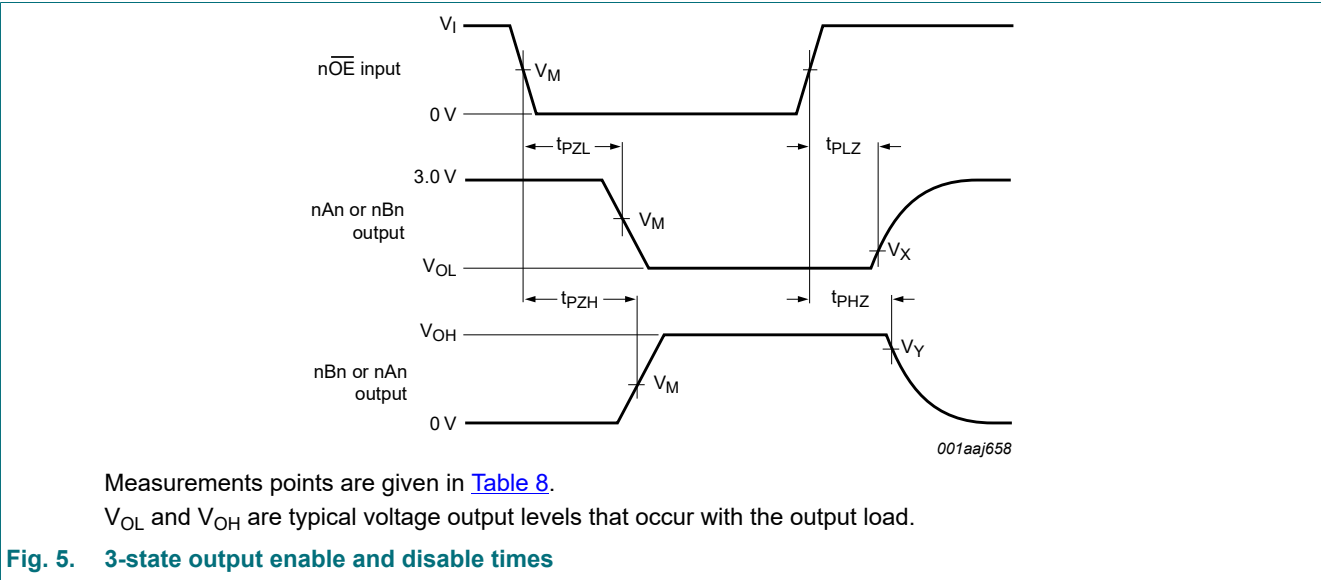 V_I
nO̅E̅ input
V_M
0 V
t_PZL
t_PLZ
3.0 V
nAn or nBn
output
V_M
V_X
V_OL
t_PZH
t_PHZ
V_OH
V_Y
nBn or nAn
output
V_M
0 V
001aaj658
Measurements points are given in Table 8.
V_OL and V_OH are typical voltage output levels that occur with the output load.
Fig. 5. 3-state output enable and disable times